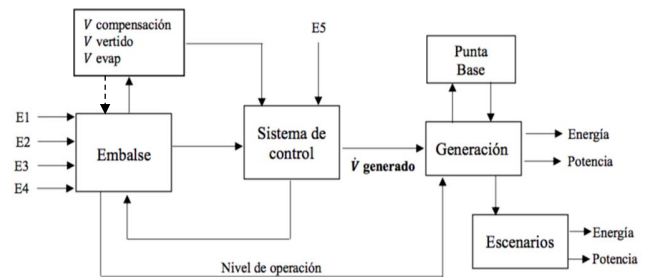 V compensación
V vertido
V evap
E5
Punta
Base
E1
E2
E3
E4
Embalse
Sistema de
control
V̇ generado
Generación
Energía
Potencia
Escenarios
Energía
Potencia
Nivel de operación